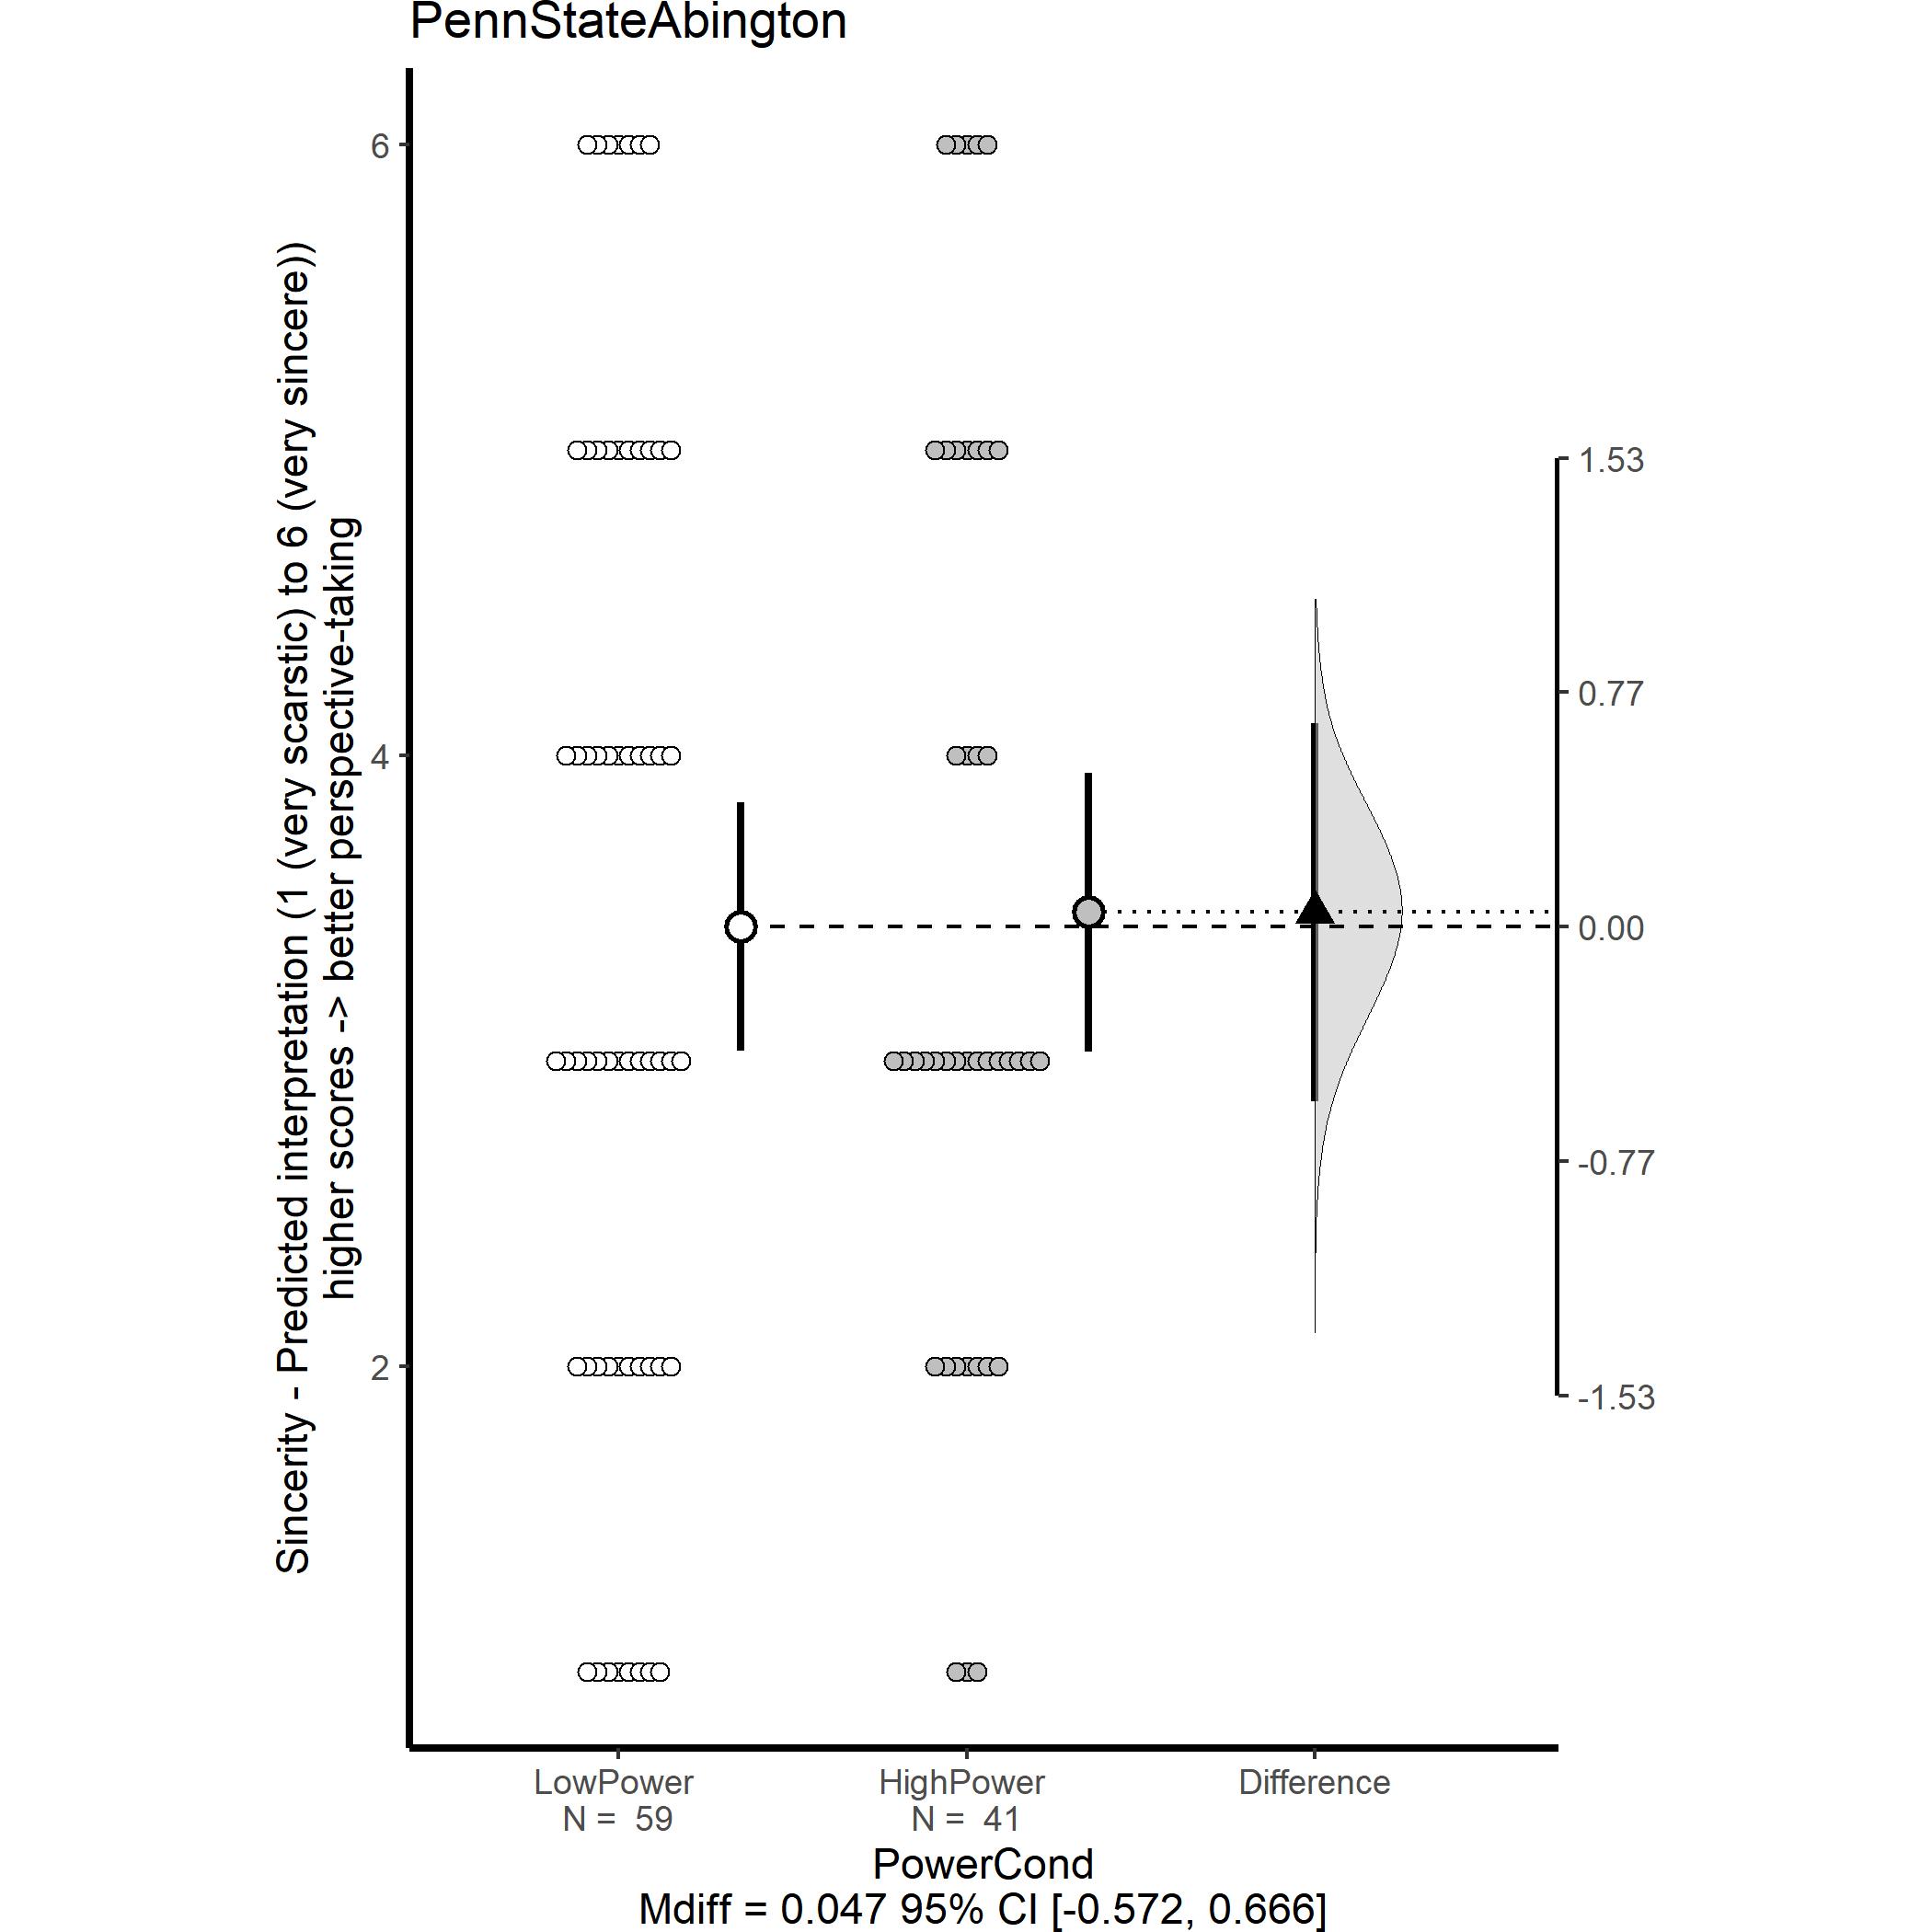 PennStateAbington
Sincerity - Predicted interpretation (1 (very scarstic) to 6 (very sincere))
higher scores -> better perspective-taking
6
4
2
1.53
0.77
0.00
-0.77
-1.53
LowPower
N =  59
HighPower
N =  41
Difference
PowerCond
Mdiff = 0.047 95% CI [-0.572, 0.666]